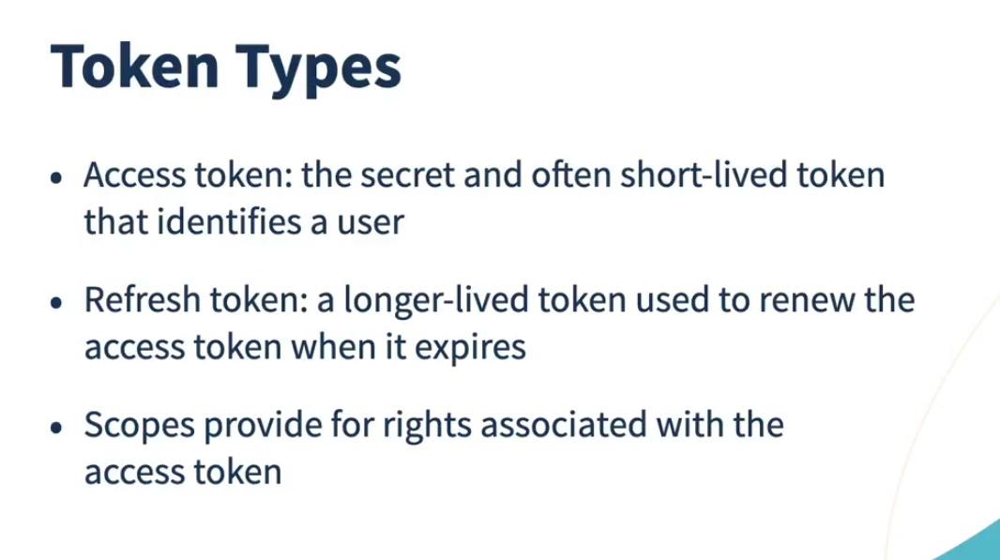 Token Types
• Access token: the secret and often short-lived token
that identifies a user
• Refresh token: a longer-lived token used to renew the
access token when it expires
• Scopes provide for rights associated with the
access token